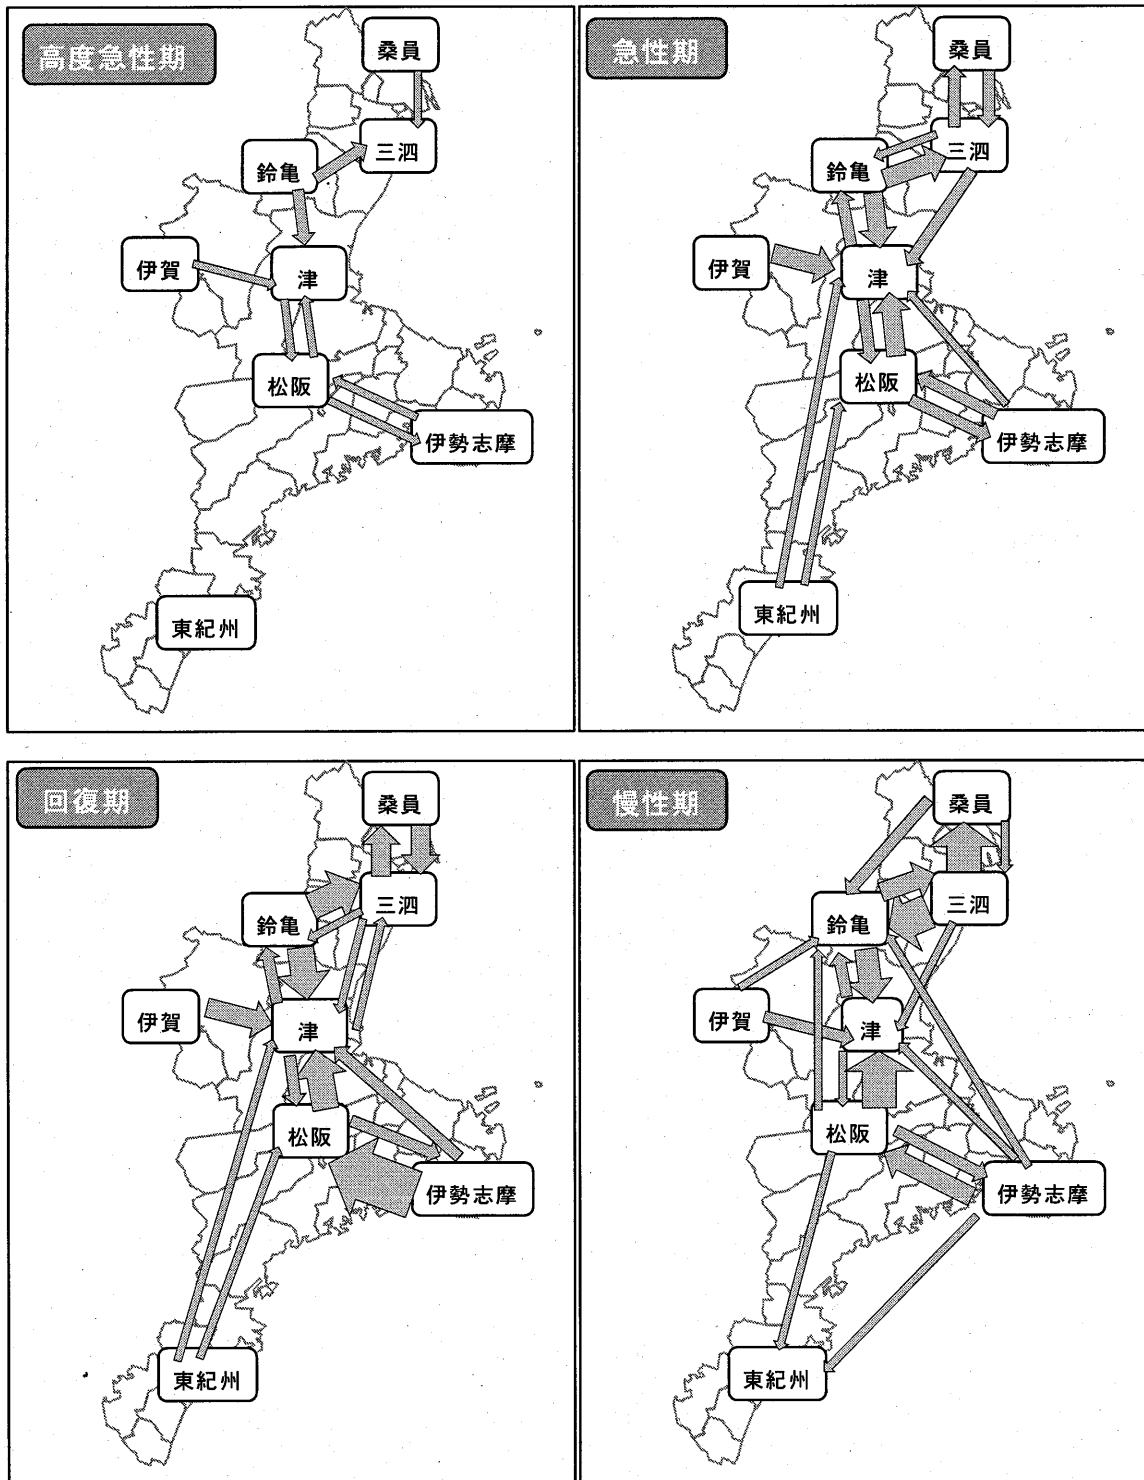 高度急性期
桑員
三泗
鈴亀
伊賀
津
松阪
伊勢志摩
東紀州
急性期
桑員
三泗
鈴亀
伊賀
津
松阪
伊勢志摩
東紀州
回復期
桑員
三泗
鈴亀
伊賀
津
松阪
伊勢志摩
東紀州
慢性期
桑員
三泗
鈴亀
伊賀
津
松阪
伊勢志摩
東紀州